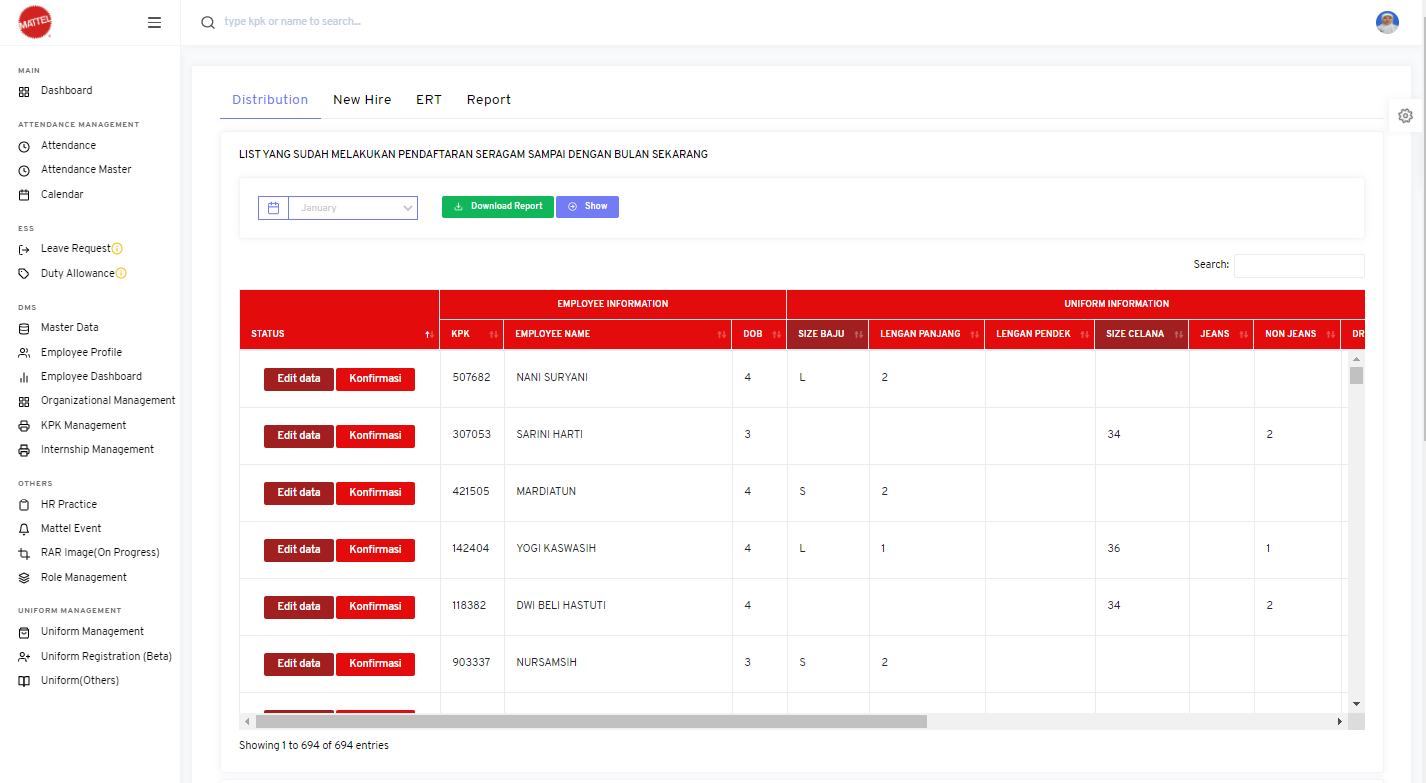 MATTEL
type kpk or name to search...
MAIN
Dashboard
ATTENDANCE MANAGEMENT
Attendance
Attendance Master
Calendar
ESS
Leave Request
Duty Allowance
DMS
Master Data
Employee Profile
Employee Dashboard
Organizational Management
KPK Management
Internship Management
OTHERS
HR Practice
Mattel Event
RAR Image(On Progress)
Role Management
UNIFORM MANAGEMENT
Uniform Management
Uniform Registration (Beta)
Uniform(Others)
Distribution New Hire ERT Report
LIST YANG SUDAH MELAKUKAN PENDAFTARAN SERAGAM SAMPAI DENGAN BULAN SEKARANG
January Download Report Show
Search:
EMPLOYEE INFORMATION UNIFORM INFORMATION
STATUS KPK EMPLOYEE NAME DOB SIZE BAJU LENGAN PANJANG LENGAN PENDEK SIZE CELANA JEANS NON JEANS DR
Edit data Konfirmasi 507682 NANI SURYANI 4 L 2
Edit data Konfirmasi 307053 SARINI HARTI 3 34 2
Edit data Konfirmasi 421505 MARDIATUN 4 S 2
Edit data Konfirmasi 142404 YOGI KASWASIH 4 L 1 36 1
Edit data Konfirmasi 118382 DWI BELI HASTUTI 4 34 2
Edit data Konfirmasi 903337 NURSAMSIH 3 S 2
Showing 1 to 694 of 694 entries